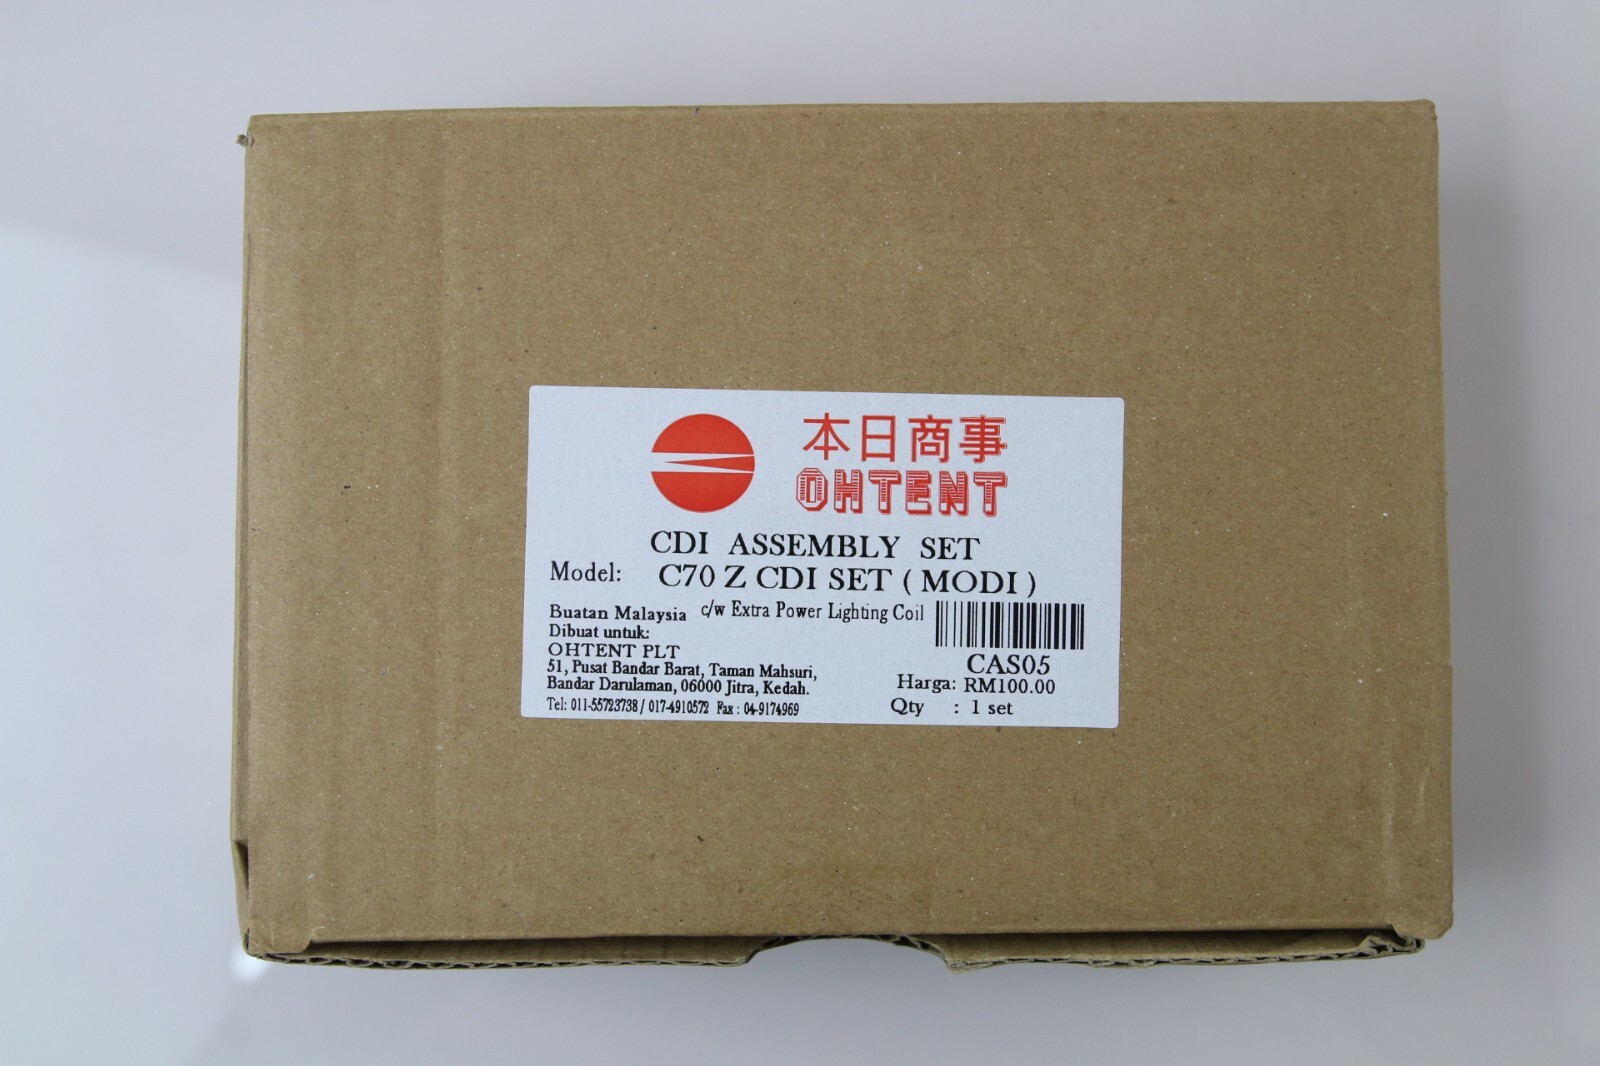 本日商事
OHTENT
CDI ASSEMBLY SET
Model: C70 Z CDI SET ( MODI )
Buatan Malaysia c/w Extra Power Lighting Coil
Dibuat untuk:
OHTENT PLT
51, Pusat Bandar Barat, Taman Mahsuri,
Bandar Darulaman, 06000 Jitra, Kedah.
Tel: 011-55723738 / 017-4910572 Fax : 04-9174969
CAS05
Harga: RM100.00
Qty : 1 set